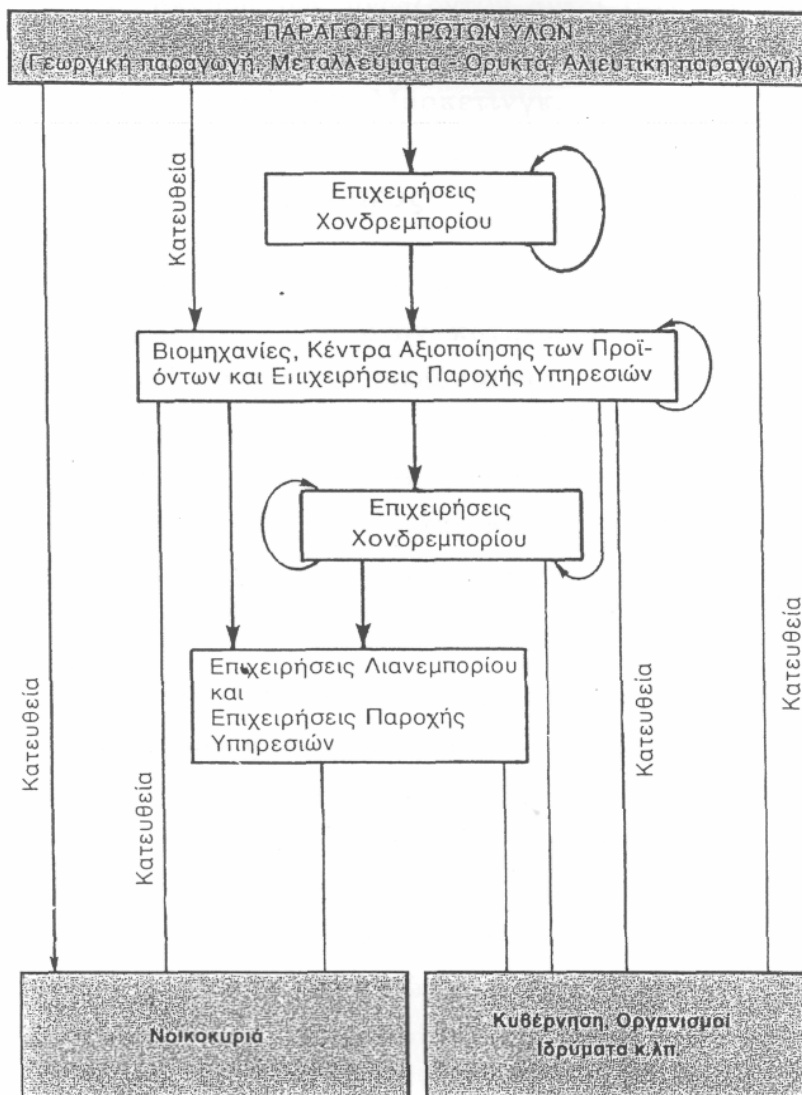 ΠΑΡΑΓΩΓΗ ΠΡΩΤΩΝ ΥΛΩΝ
(Γεωργική παραγωγή, Μεταλλεύματα - Ορυκτά, Αλιευτική παραγωγή)
Κατευθεία
Επιχειρήσεις
Χονδρεμπορίου
Βιομηχανίες, Κέντρα Αξιοποίησης των Προϊ-
όντων και Επιχειρήσεις Παροχής Υπηρεσιών
Επιχειρήσεις
Χονδρεμπορίου
Επιχειρήσεις Λιανεμπορίου
και
Επιχειρήσεις Παροχής
Υπηρεσιών
Κατευθεία
Κατευθεία
Κατευθεία
Κατευθεία
Νοικοκυριά
Κυβέρνηση, Οργανισμοί
Ιδρύματα κ.λπ.